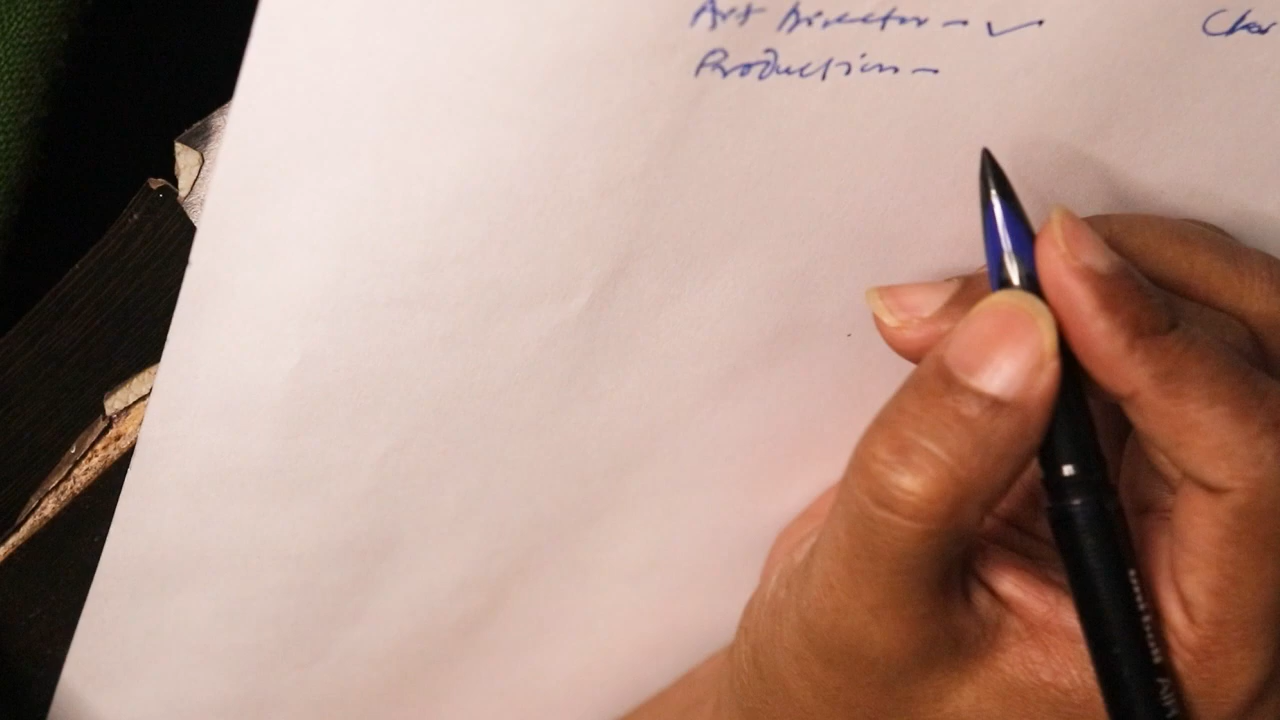 Art Director - ✓
Production -